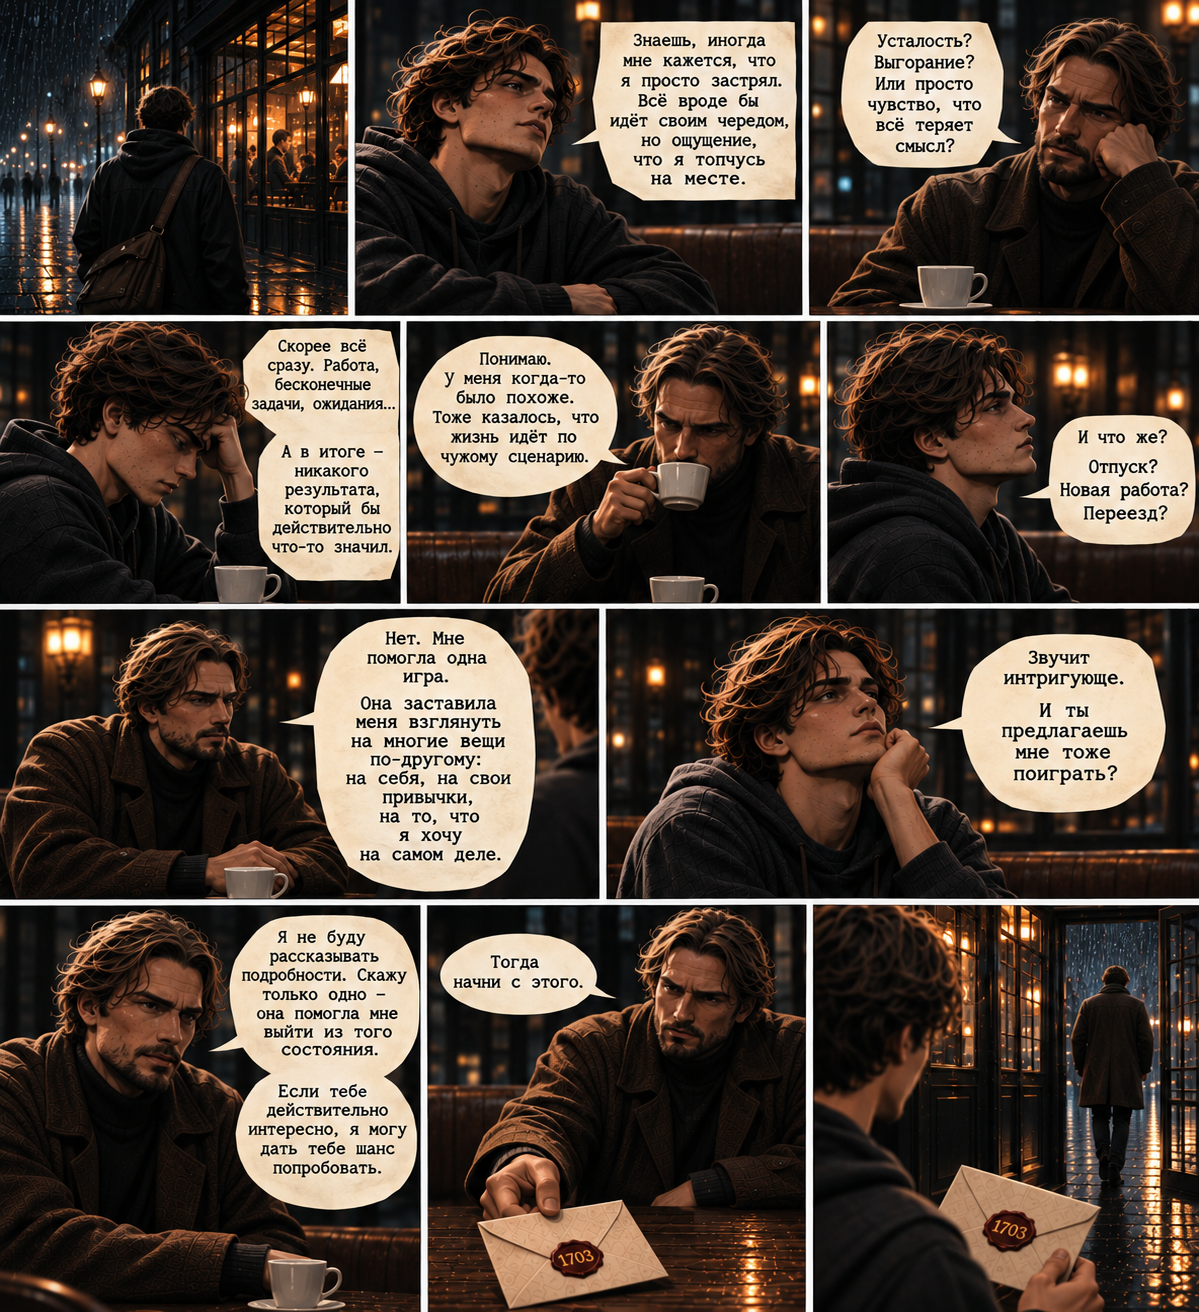 Знаешь, иногда
мне кажется, что
я просто застрял.
Всё вроде бы
идёт своим чередом,
но ощущение,
что я топчусь
на месте.
Усталость?
Выгорание?
Или просто
чувство, что
всё теряет
смысл?
Скорее всё
сразу. Работа,
бесконечные
задачи, ожидания...
А в итоге –
никакого
результата,
который бы
действительно
что-то значил.
Понимаю.
У меня когда-то
было похоже.
Тоже казалось, что
жизнь идёт по
чужому сценарию.
И что же?
Отпуск?
Новая работа?
Переезд?
Нет. Мне
помогла одна
игра.
Она заставила
меня взглянуть
на многие вещи
по-другому:
на себя, на свои
привычки,
на то, что
я хочу
на самом деле.
Звучит
интригующе.
И ты
предлагаешь
мне тоже
поиграть?
Я не буду
рассказывать
подробности. Скажу
только одно –
она помогла мне
выйти из того
состояния.
Если тебе
действительно
интересно, я могу
дать тебе шанс
попробовать.
Тогда
начни с этого.
1703
1703